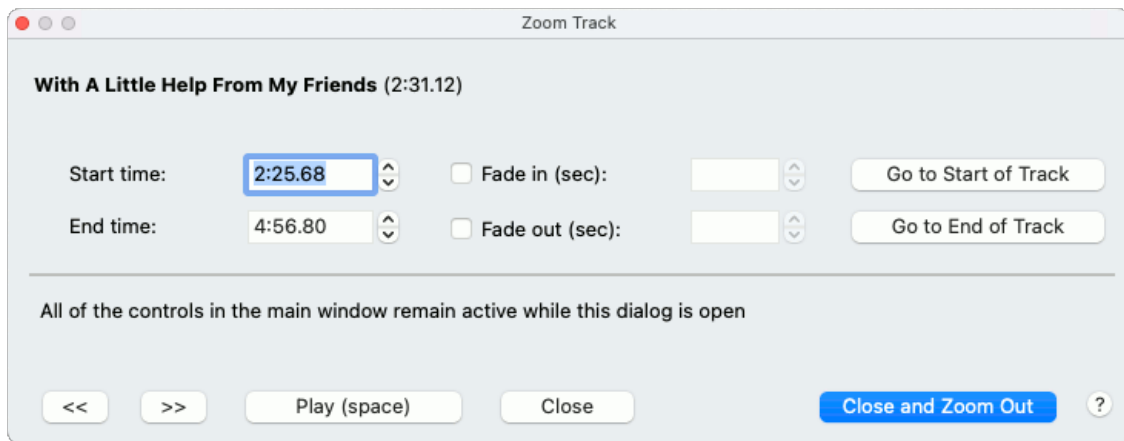 Zoom Track
With A Little Help From My Friends (2:31.12)
Start time: 2:25.68 Fade in (sec): Go to Start of Track
End time: 4:56.80 Fade out (sec): Go to End of Track
All of the controls in the main window remain active while this dialog is open
<< >> Play (space) Close Close and Zoom Out ?